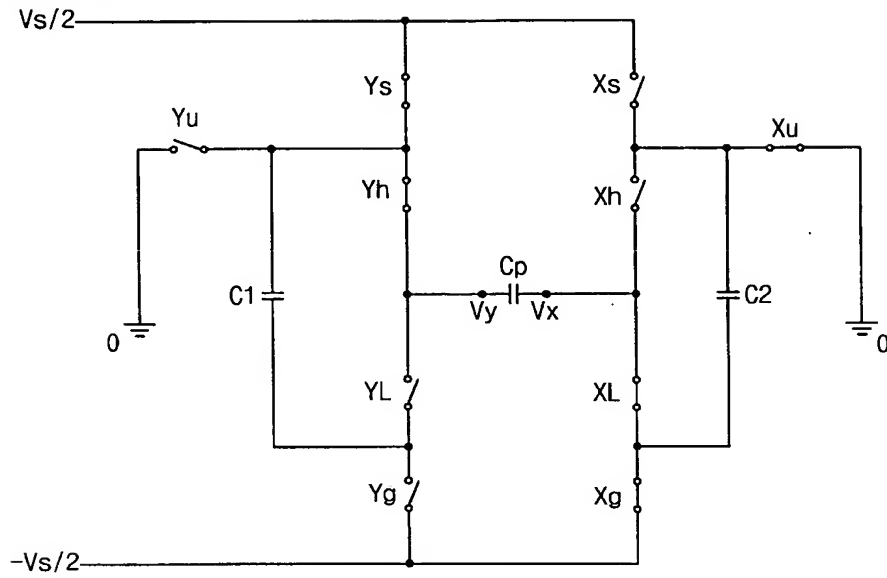 Vs/2
Ys
Xs
Yu
Xu
Yh
Xh
Cp
C1
Vy
Vx
C2
0
0
YL
XL
Yg
Xg
-Vs/2